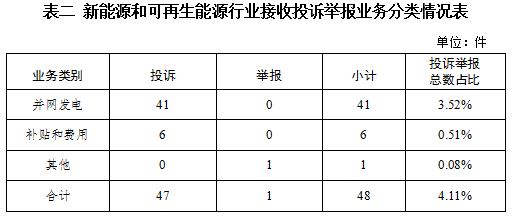 表二 新能源和可再生能源行业接收投诉举报业务分类情况表
单位：件
业务类别 投诉 举报 小计 投诉举报总数占比
并网发电 41 0 41 3.52%
补贴和费用 6 0 6 0.51%
其他 0 1 1 0.08%
合计 47 1 48 4.11%